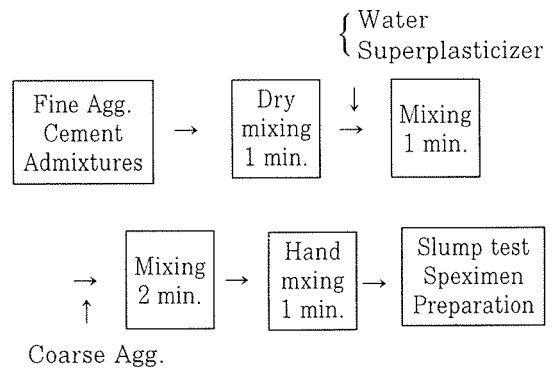 Water
Superplasticizer
Fine Agg.
Cement
Admixtures
Dry
mixing
1 min.
Mixing
1 min.
Mixing
2 min.
Hand
mxing
1 min.
Slump test
Speximen
Preparation
Coarse Agg.